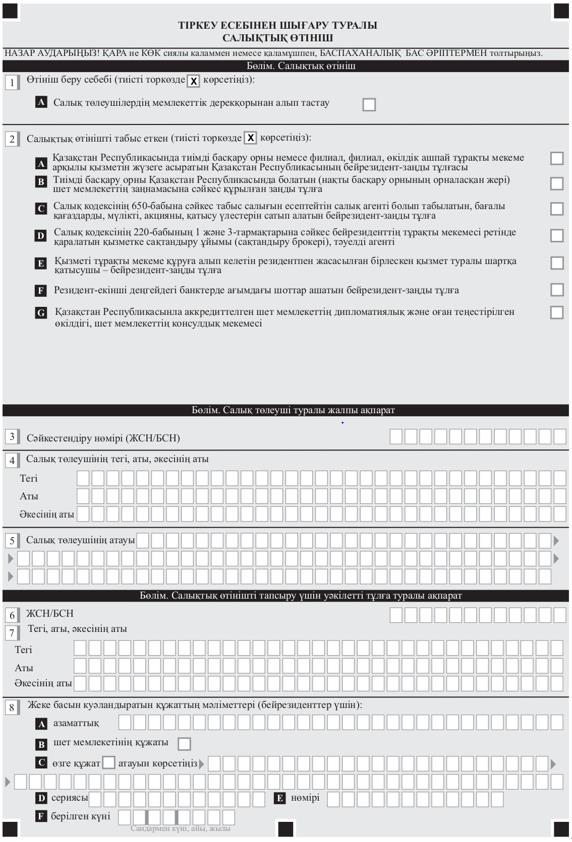 ТІРКЕУ ЕСЕБІНЕН ШЫҒАРУ ТУРАЛЫ
САЛЫҚТЫҚ ӨТІНІШ
НАЗАР АУДАРЫҢЫЗ! ҚАРА не КӨК сиялы каламмен немесе қаламұшпен, БАСПАХАНАЛЫҚ БАС ӘРІПТЕРМЕН толтырыңыз.
Бөлім. Салықтық өтініш
1 Өтініш беру себебі (тиісті торкөзде X көрсетіңіз):
A Салық төлеушілердің мемлекеттік дерекқорынан алып тастау
2 Салықтық өтінішті табыс еткен (тиісті торкөзде X көрсетіңіз):
A Қазақстан Республикасында тиімді басқару орны немесе филиал, филиал, өкілдік ашпай тұрақты мекеме
арқылы қызметін жүзеге асыратын Қазақстан Республикасының бейрезидент-заңды тұлғасы
B Тиімді басқару орны Қазақстан Республикасында болатын (нақты басқару орнының орналасқан жері)
шет мемлекеттің заңнамасына сәйкес құрылған заңды тұлға
C Салық кодексінің 650-бабына сәйкес табыс салығын есептейтін салық агенті болып табылатын, бағалы
қағаздарды, мүлікті, акцияны, қатысу үлестерін сатып алатын бейрезидент-заңды тұлға
D Салық кодексінің 220-бабының 1 және 3-тармақтарына сәйкес бейрезиденттің тұрақты мекемесі ретінде
қаралатын қызметке сақтандыру ұйымы (сақтандыру брокері), тәуелді агенті
E Қызметі тұрақты мекеме құруға алып келетін резидентпен жасасылған бірлескен қызмет туралы шартқа
қатысушы – бейрезидент-заңды тұлға
F Резидент-екінші деңгейдегі банктерде ағымдағы шоттар ашатын бейрезидент-заңды тұлға
G Қазақстан Республикасынла аккредиттелген шет мемлекеттің дипломатиялық және оған теңестірілген
өкілдігі, шет мемлекеттің консулдық мекемесі
Бөлім. Салық төлеуші туралы жалпы ақпарат
3 Сәйкестендіру нөмірі (ЖСН/БСН)
4 Салық төлеушінің тегі, аты, әкесінің аты
Тегі
Аты
Әкесінің аты
5 Салық төлеушінің атауы
Бөлім. Салықтық өтінішті тапсыру үшін уәкілетті тұлға туралы ақпарат
6 ЖСН/БСН
7 Тегі, аты, әкесінің аты
Тегі
Аты
Әкесінің аты
8 Жеке басын куәландыратын құжаттың мәліметтері (бейрезиденттер үшін):
A азаматтық
B шет мемлекетінің құжаты
C өзге құжат атауын көрсетіңіз
D сериясы E нөмірі
F берілген күні
Сандармен күні, айы, жылы